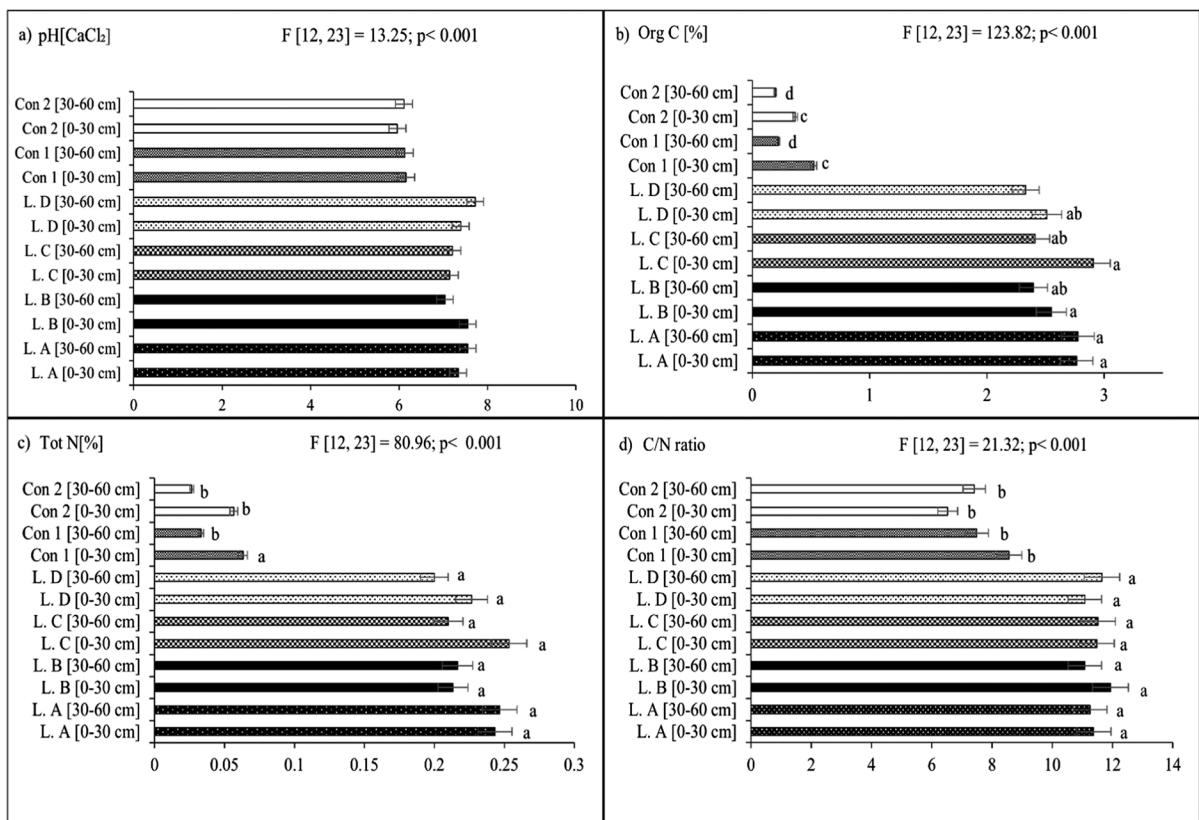 a) pH[CaCl₂] F [12, 23] = 13.25; p< 0.001
Con 2 [30-60 cm]
Con 2 [0-30 cm]
Con 1 [30-60 cm]
Con 1 [0-30 cm]
L. D [30-60 cm]
L. D [0-30 cm]
L. C [30-60 cm]
L. C [0-30 cm]
L. B [30-60 cm]
L. B [0-30 cm]
L. A [30-60 cm]
L. A [0-30 cm]
0 2 4 6 8 10
b) Org C [%] F [12, 23] = 123.82; p< 0.001
Con 2 [30-60 cm] d
Con 2 [0-30 cm] c
Con 1 [30-60 cm] d
Con 1 [0-30 cm] c
L. D [30-60 cm]
L. D [0-30 cm] ab
L. C [30-60 cm] ab
L. C [0-30 cm] a
L. B [30-60 cm] ab
L. B [0-30 cm] a
L. A [30-60 cm] a
L. A [0-30 cm] a
0 1 2 3
c) Tot N[%] F [12, 23] = 80.96; p< 0.001
Con 2 [30-60 cm] b
Con 2 [0-30 cm] b
Con 1 [30-60 cm] b
Con 1 [0-30 cm] a
L. D [30-60 cm] a
L. D [0-30 cm] a
L. C [30-60 cm] a
L. C [0-30 cm] a
L. B [30-60 cm] a
L. B [0-30 cm] a
L. A [30-60 cm] a
L. A [0-30 cm] a
0 0.05 0.1 0.15 0.2 0.25 0.3
d) C/N ratio F [12, 23] = 21.32; p< 0.001
Con 2 [30-60 cm] b
Con 2 [0-30 cm] b
Con 1 [30-60 cm] b
Con 1 [0-30 cm] b
L. D [30-60 cm] a
L. D [0-30 cm] a
L. C [30-60 cm] a
L. C [0-30 cm] a
L. B [30-60 cm] a
L. B [0-30 cm] a
L. A [30-60 cm] a
L. A [0-30 cm] a
0 2 4 6 8 10 12 14